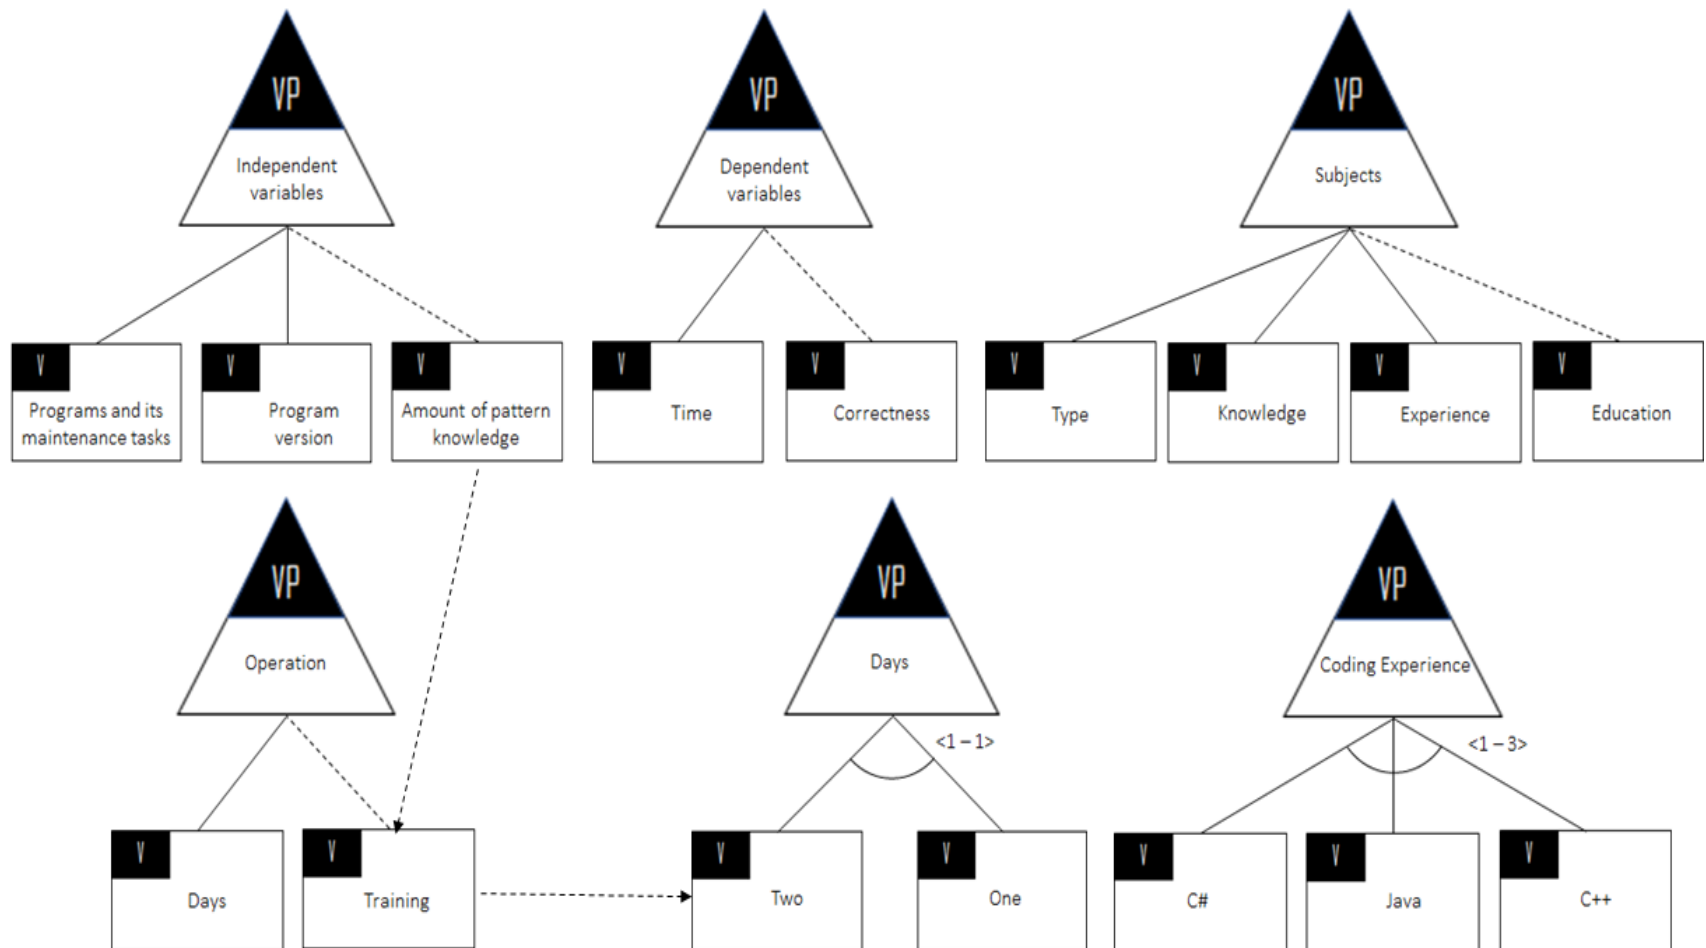 VP
Independent
variables
VP
Dependent
variables
VP
Subjects
V
Programs and its
maintenance tasks
V
Program
version
V
Amount of pattern
knowledge
V
Time
V
Correctness
V
Type
V
Knowledge
V
Experience
V
Education
VP
Operation
VP
Days
<1 – 1>
VP
Coding Experience
<1 – 3>
V
Days
V
Training
V
Two
V
One
V
C#
V
Java
V
C++